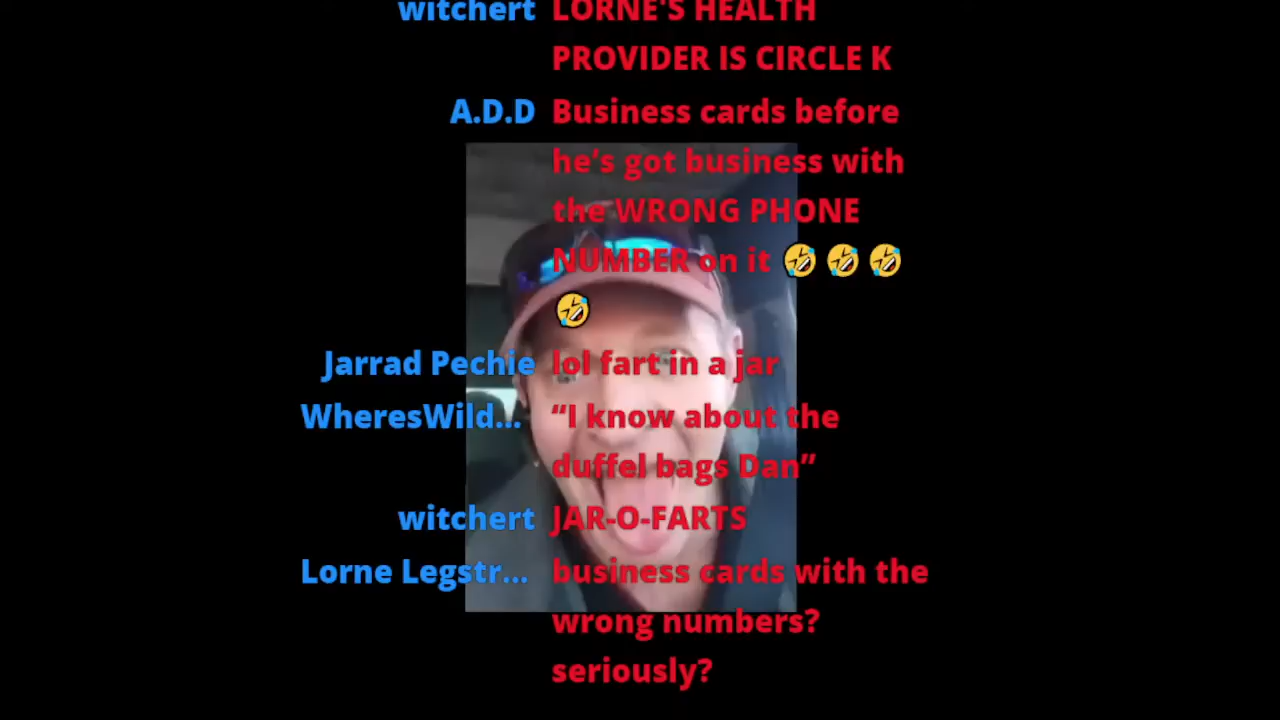 witchert LORNE'S HEALTH
PROVIDER IS CIRCLE K
A.D.D Business cards before
he's got business with
the WRONG PHONE
NUMBER on it 🤣 🤣 🤣
🤣
Jarrad Pechie lol fart in a jar
WheresWild... “I know about the
duffel bags Dan”
witchert JAR-O-FARTS
Lorne Legstr... business cards with the
wrong numbers?
seriously?